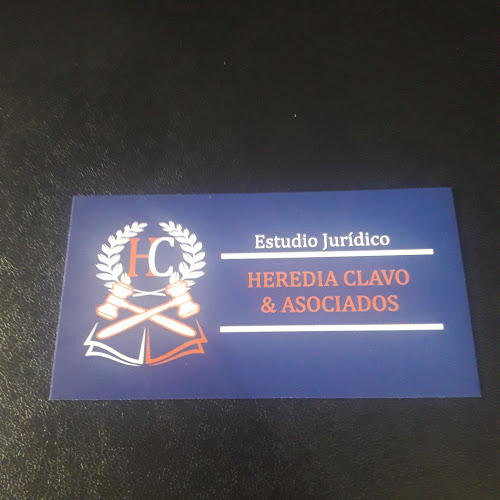 HC
Estudio Jurídico
HEREDIA CLAVO
& ASOCIADOS